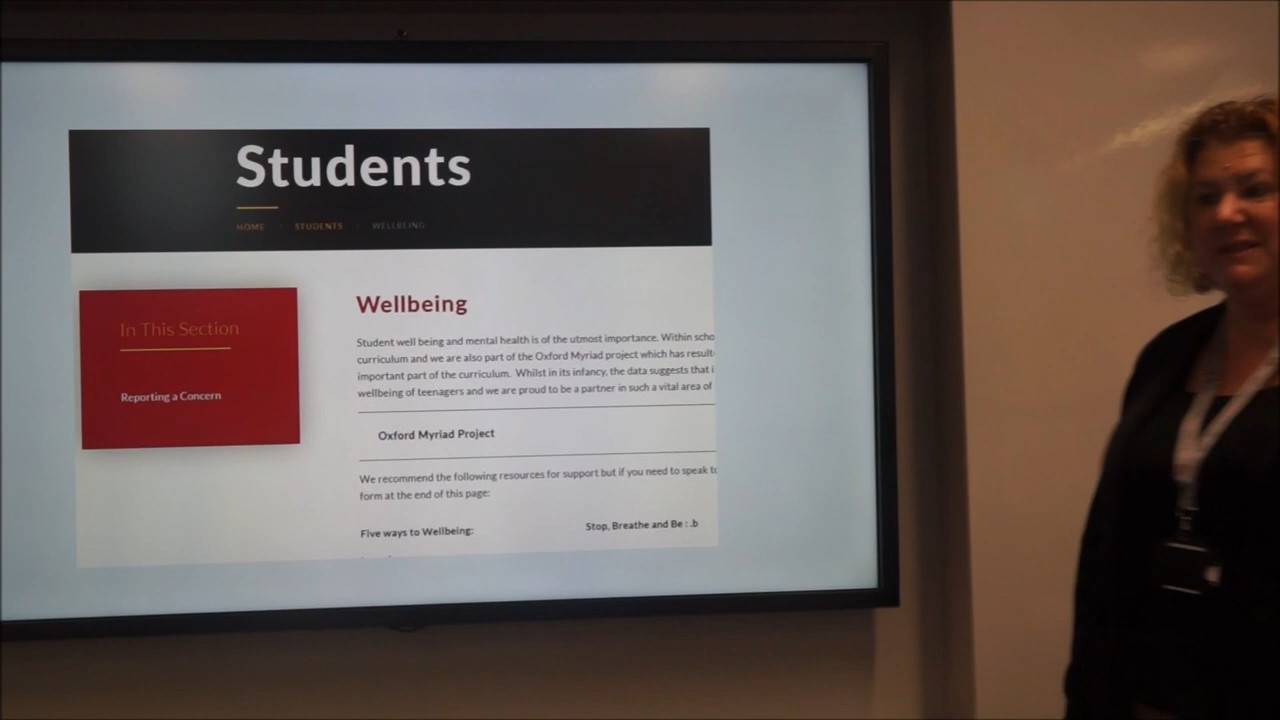 Students
HOME STUDENTS WELLBEING
In This Section
Reporting a Concern
Wellbeing
Student well being and mental health is of the utmost importance. Within scho
curriculum and we are also part of the Oxford Myriad project which has result
important part of the curriculum. Whilst in its infancy, the data suggests that i
wellbeing of teenagers and we are proud to be a partner in such a vital area of
Oxford Myriad Project
We recommend the following resources for support but if you need to speak to
form at the end of this page:
Five ways to Wellbeing:
Stop, Breathe and Be : .b